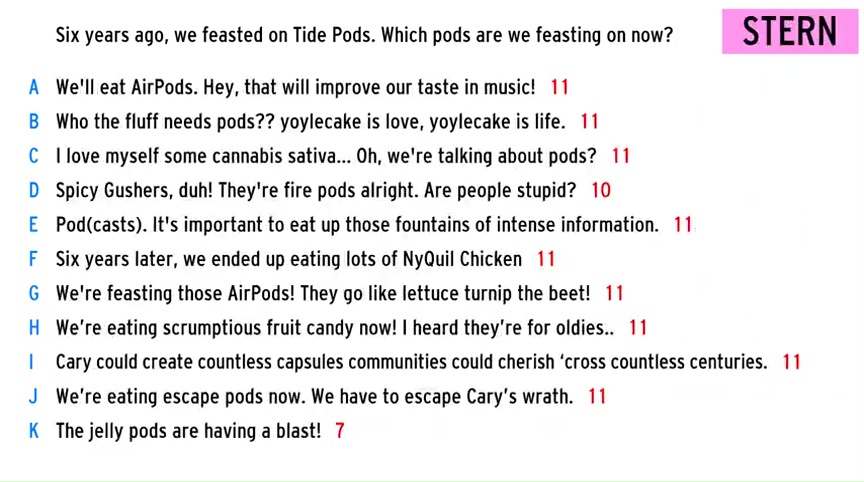 Six years ago, we feasted on Tide Pods. Which pods are we feasting on now?
STERN
A We'll eat AirPods. Hey, that will improve our taste in music! 11
B Who the fluff needs pods?? yoylecake is love, yoylecake is life. 11
C I love myself some cannabis sativa... Oh, we're talking about pods? 11
D Spicy Gushers, duh! They're fire pods alright. Are people stupid? 10
E Pod(casts). It's important to eat up those fountains of intense information. 11
F Six years later, we ended up eating lots of NyQuil Chicken 11
G We're feasting those AirPods! They go like lettuce turnip the beet! 11
H We’re eating scrumptious fruit candy now! I heard they’re for oldies.. 11
I Cary could create countless capsules communities could cherish ‘cross countless centuries. 11
J We’re eating escape pods now. We have to escape Cary’s wrath. 11
K The jelly pods are having a blast! 7